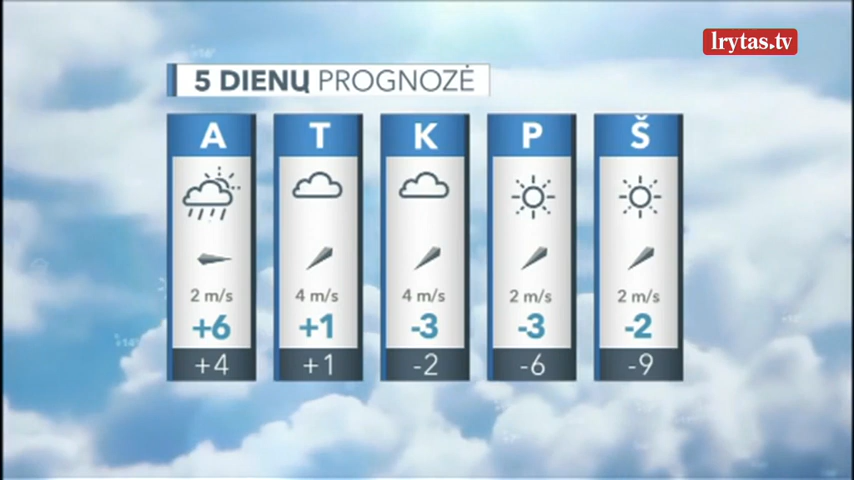 lrytas.tv
5 DIENŲ PROGNOZĖ
A T K P Š
2 m/s 4 m/s 4 m/s 2 m/s 2 m/s
+6 +1 -3 -3 -2
+4 +1 -2 -6 -9